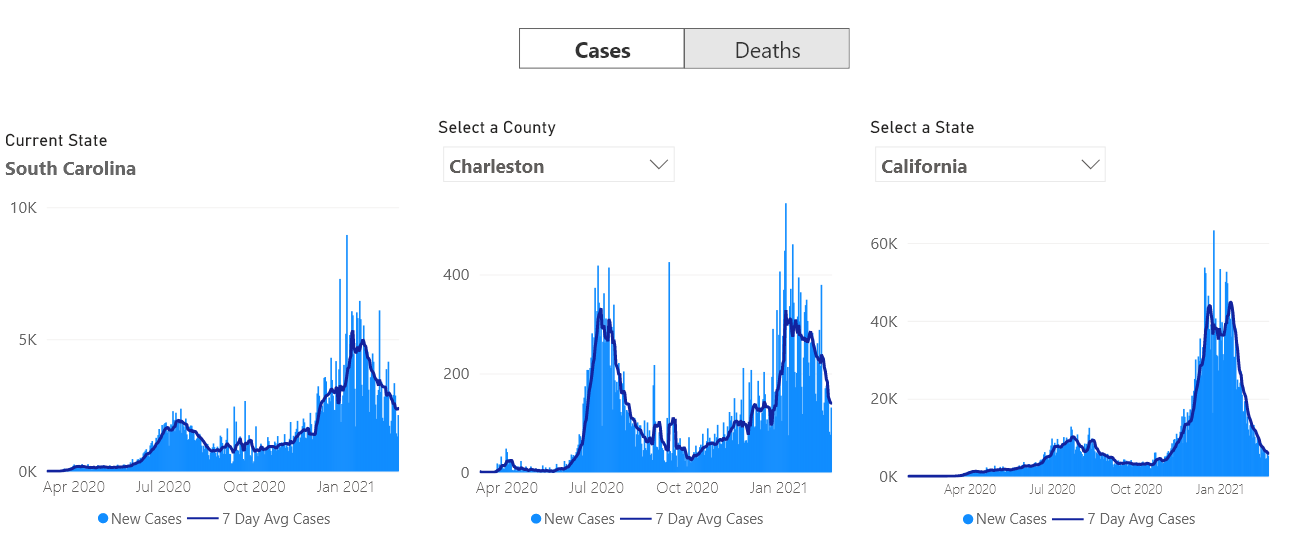 Cases Deaths
Current State
South Carolina
10K
5K
0K
Apr 2020 Jul 2020 Oct 2020 Jan 2021
New Cases 7 Day Avg Cases
Select a County
Charleston
400
200
0
Apr 2020 Jul 2020 Oct 2020 Jan 2021
New Cases 7 Day Avg Cases
Select a State
California
60K
40K
20K
0K
Apr 2020 Jul 2020 Oct 2020 Jan 2021
New Cases 7 Day Avg Cases